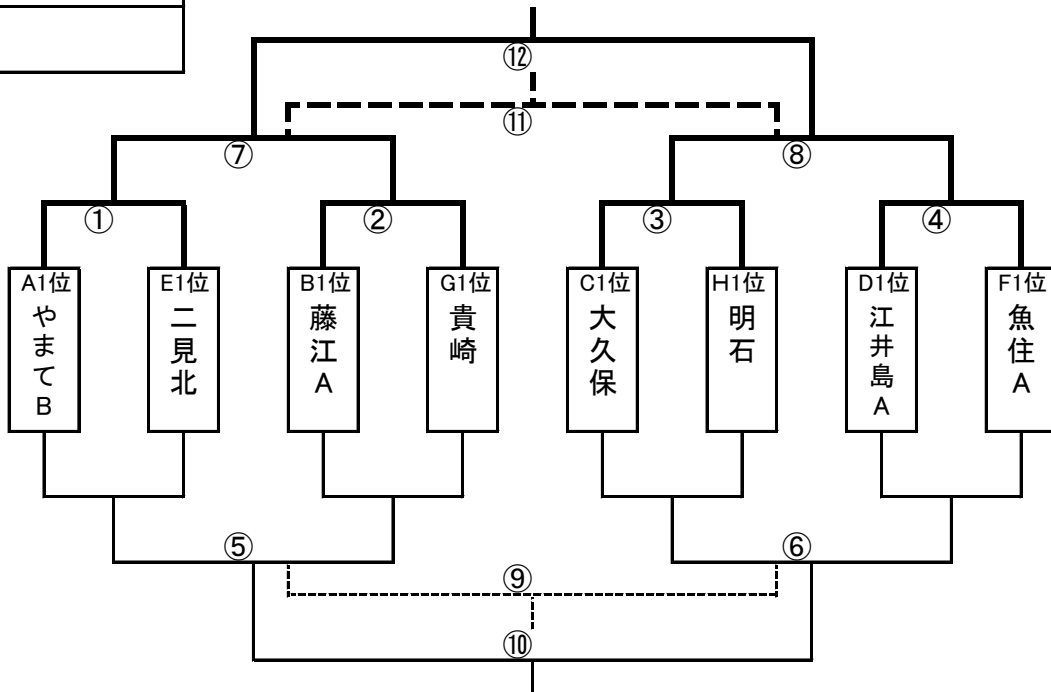 ⑫
⑪
⑦
⑧
①
②
③
④
A1位
やまてB
E1位
二見北
B1位
藤江A
G1位
貴崎
C1位
大久保
H1位
明石
D1位
江井島A
F1位
魚住A
⑤
⑥
⑨
⑩